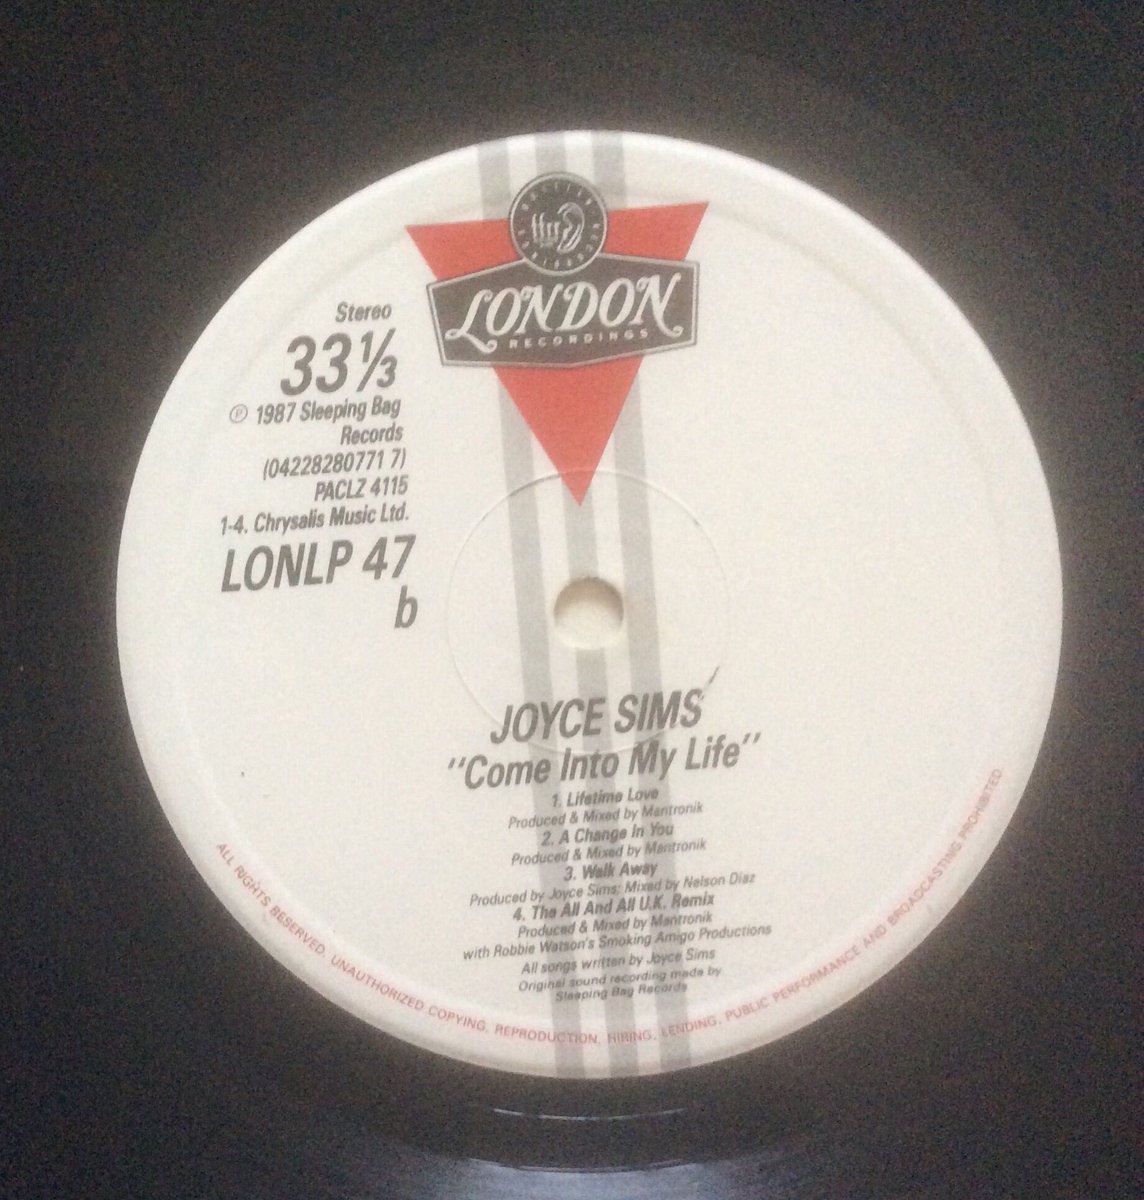 LONDON
RECORDINGS
Stereo
33⅓
℗ 1987 Sleeping Bag
Records
(04228280771 7)
PACLZ 4115
1-4. Chrysalis Music Ltd.
LONLP 47
b
JOYCE SIMS
"Come Into My Life"
1. Lifetime Love
Produced & Mixed by Mantronik
2. A Change In You
Produced & Mixed by Mantronik
3. Walk Away
Produced by Joyce Sims; Mixed by Nelson Diaz
4. The All And All U.K. Remix
Produced & Mixed by Mantronik
with Robbie Watson's Smoking Amigo Productions
All songs written by Joyce Sims
Original sound recording made by
Sleeping Bag Records
ALL RIGHTS RESERVED. UNAUTHORIZED COPYING, REPRODUCTION, HIRING, LENDING, PUBLIC PERFORMANCE AND BROADCASTING PROHIBITED